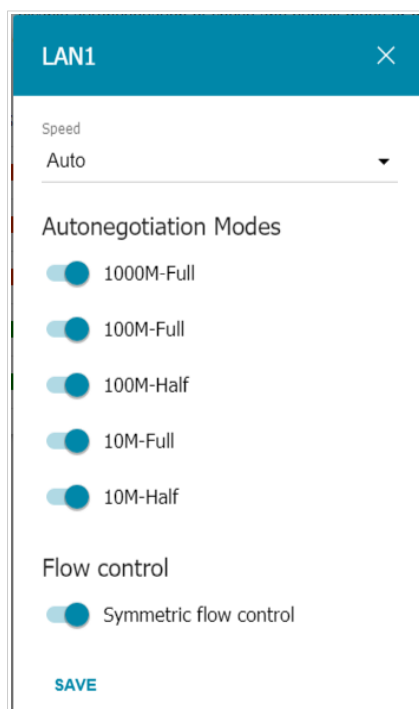 LAN1
Speed
Auto
Autonegotiation Modes
1000M-Full
100M-Full
100M-Half
10M-Full
10M-Half
Flow control
Symmetric flow control
SAVE